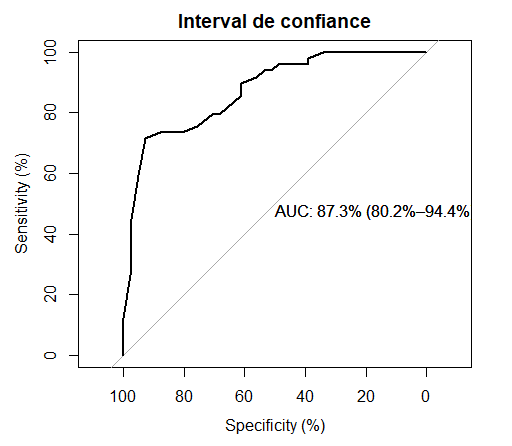 Interval de confiance
Sensitivity (%)
100
80
60
40
20
0
AUC: 87.3% (80.2%–94.4%
100 80 60 40 20 0
Specificity (%)